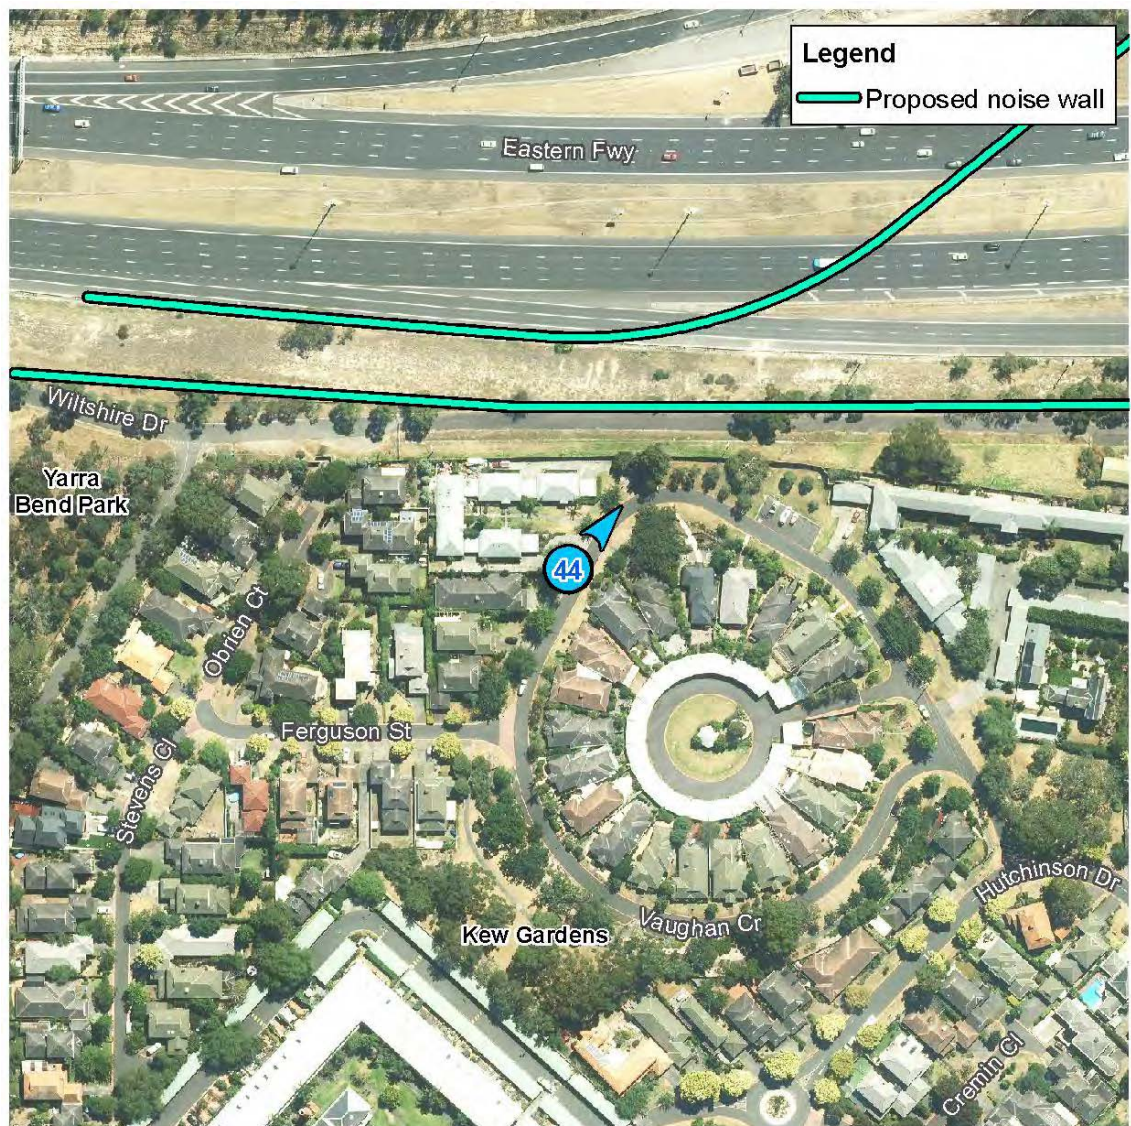 Legend
Proposed noise wall
Eastern Fwy
Wiltshire Dr
Yarra
Bend Park
44
Obrien Ct
Ferguson St
Stevens Cl
Hutchinson Dr
Vaughan Cr
Kew Gardens
Cremin Cl